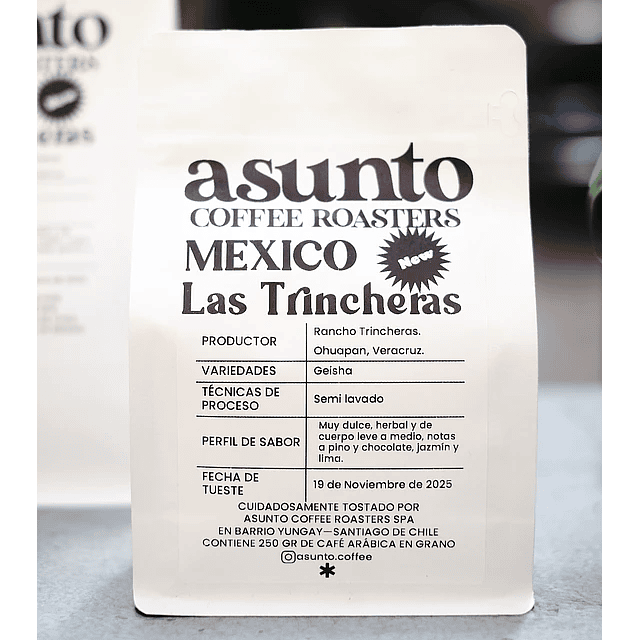 asunto
COFFEE ROASTERS
MEXICO
New
Las Trincheras
PRODUCTOR
Rancho Trincheras.
Ohuapan, Veracruz.
VARIEDADES
Geisha
TÉCNICAS DE
PROCESO
Semi lavado
PERFIL DE SABOR
Muy dulce, herbal y de
cuerpo leve a medio, notas
a pino y chocolate, jazmín y
lima.
FECHA DE
TUESTE
19 de Noviembre de 2025
CUIDADOSAMENTE TOSTADO POR
ASUNTO COFFEE ROASTERS SPA
EN BARRIO YUNGAY—SANTIAGO DE CHILE
CONTIENE 250 GR DE CAFÉ ARÁBICA EN GRANO
asunto.coffee